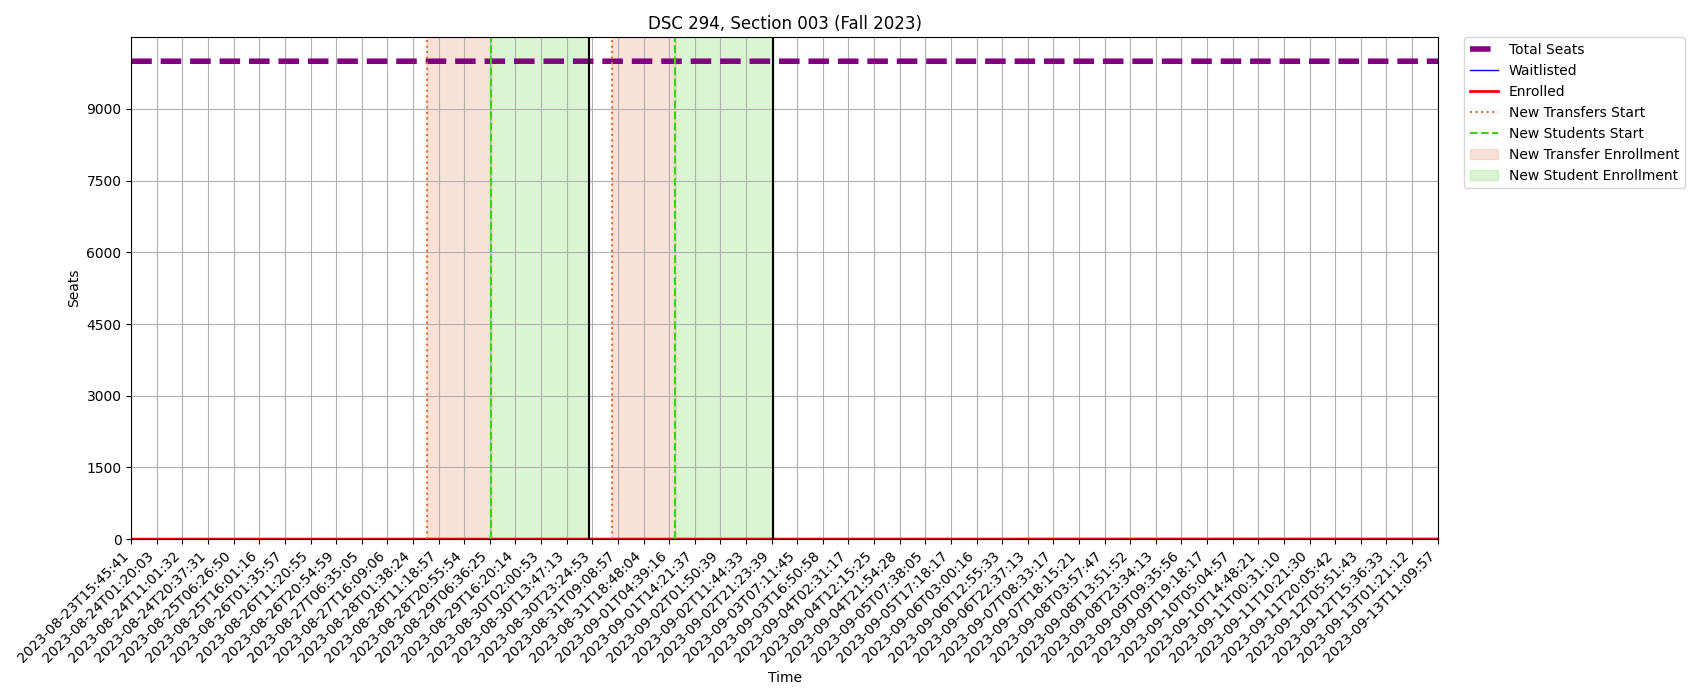 DSC 294, Section 003 (Fall 2023)
Total Seats
Waitlisted
Enrolled
New Transfers Start
New Students Start
New Transfer Enrollment
New Student Enrollment
Seats
9000
7500
6000
4500
3000
1500
0
2023-08-23T15:45:41
2023-08-24T01:20:03
2023-08-24T11:01:32
2023-08-24T20:37:31
2023-08-25T06:26:50
2023-08-25T16:01:16
2023-08-26T01:35:57
2023-08-26T11:20:55
2023-08-26T20:54:59
2023-08-27T06:35:05
2023-08-27T16:09:06
2023-08-28T01:38:24
2023-08-28T11:18:57
2023-08-28T20:55:54
2023-08-29T06:36:25
2023-08-29T16:20:14
2023-08-30T02:00:53
2023-08-30T13:47:13
2023-08-30T23:24:53
2023-08-31T09:08:57
2023-08-31T18:48:04
2023-09-01T04:39:16
2023-09-01T14:21:37
2023-09-02T01:50:39
2023-09-02T11:44:33
2023-09-02T21:23:39
2023-09-03T07:11:45
2023-09-03T16:50:58
2023-09-04T02:31:17
2023-09-04T12:15:25
2023-09-04T21:54:28
2023-09-05T07:38:05
2023-09-05T17:18:17
2023-09-06T03:00:16
2023-09-06T12:55:33
2023-09-06T22:37:13
2023-09-07T08:33:17
2023-09-07T18:15:21
2023-09-08T03:57:47
2023-09-08T13:51:52
2023-09-08T23:34:13
2023-09-09T09:35:56
2023-09-09T19:18:17
2023-09-10T05:04:57
2023-09-10T14:48:21
2023-09-11T00:31:10
2023-09-11T10:21:30
2023-09-11T20:05:42
2023-09-12T05:51:43
2023-09-12T15:36:33
2023-09-13T01:21:12
2023-09-13T11:09:57
Time